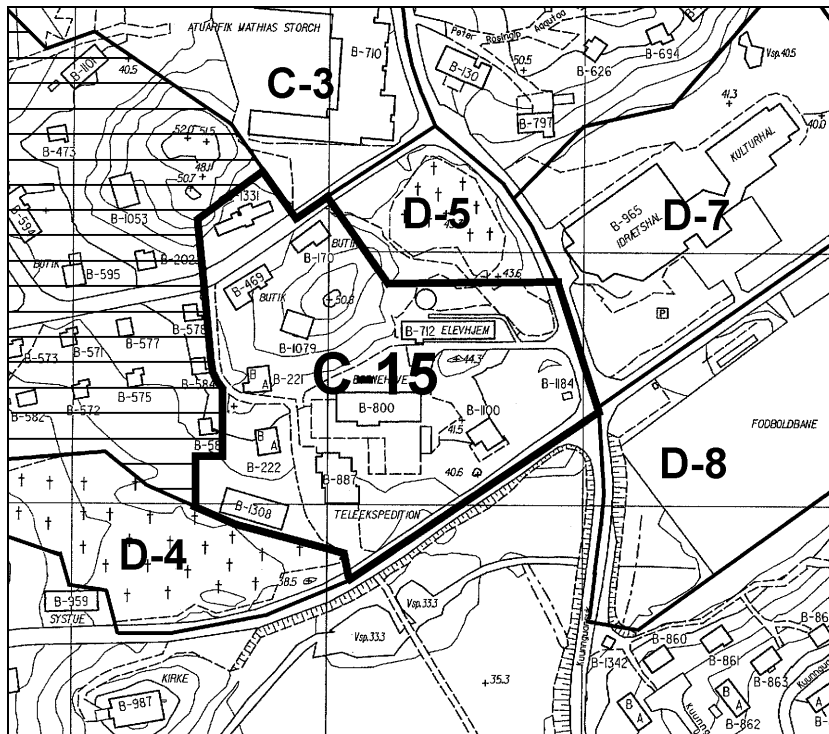 ATUARFIK MATHIAS STORCH
Peter Rosingip Aqqutaa
B-1101
40.5
C-3
B-710
B-130
50.5
B-626
B-694
Vsp.40.5
B-797
41.3
40.0
B-473
52.0
51.5
48.1
50.7
B-1053
B-594
KULTURHAL
B-965
IDRÆTSHAL
D-7
D-5
BUTIK
B-595
B-202
BUTIK
B-170
B-469
BUTIK
50.8
43.6
B-578
B-1079
B-712 ELEVHJEM
44.3
P
B-573
B-571
B-577
B-584
B-221
B
A
C-15
B-1184
B-582
B-572
B-575
B-800
B-1100
41.5
B-58
B
A
B-222
B-887
40.6
D-8
FODBOLDBANE
B-1308
TELEEKSPEDITION
D-4
38.5
B-959
SYSTUE
Vsp.33.3
Vsp.33.3
KIRKE
B-987
35.3
B-1342
B-860
B-861
B-863
B
A
B
A
B-862
A